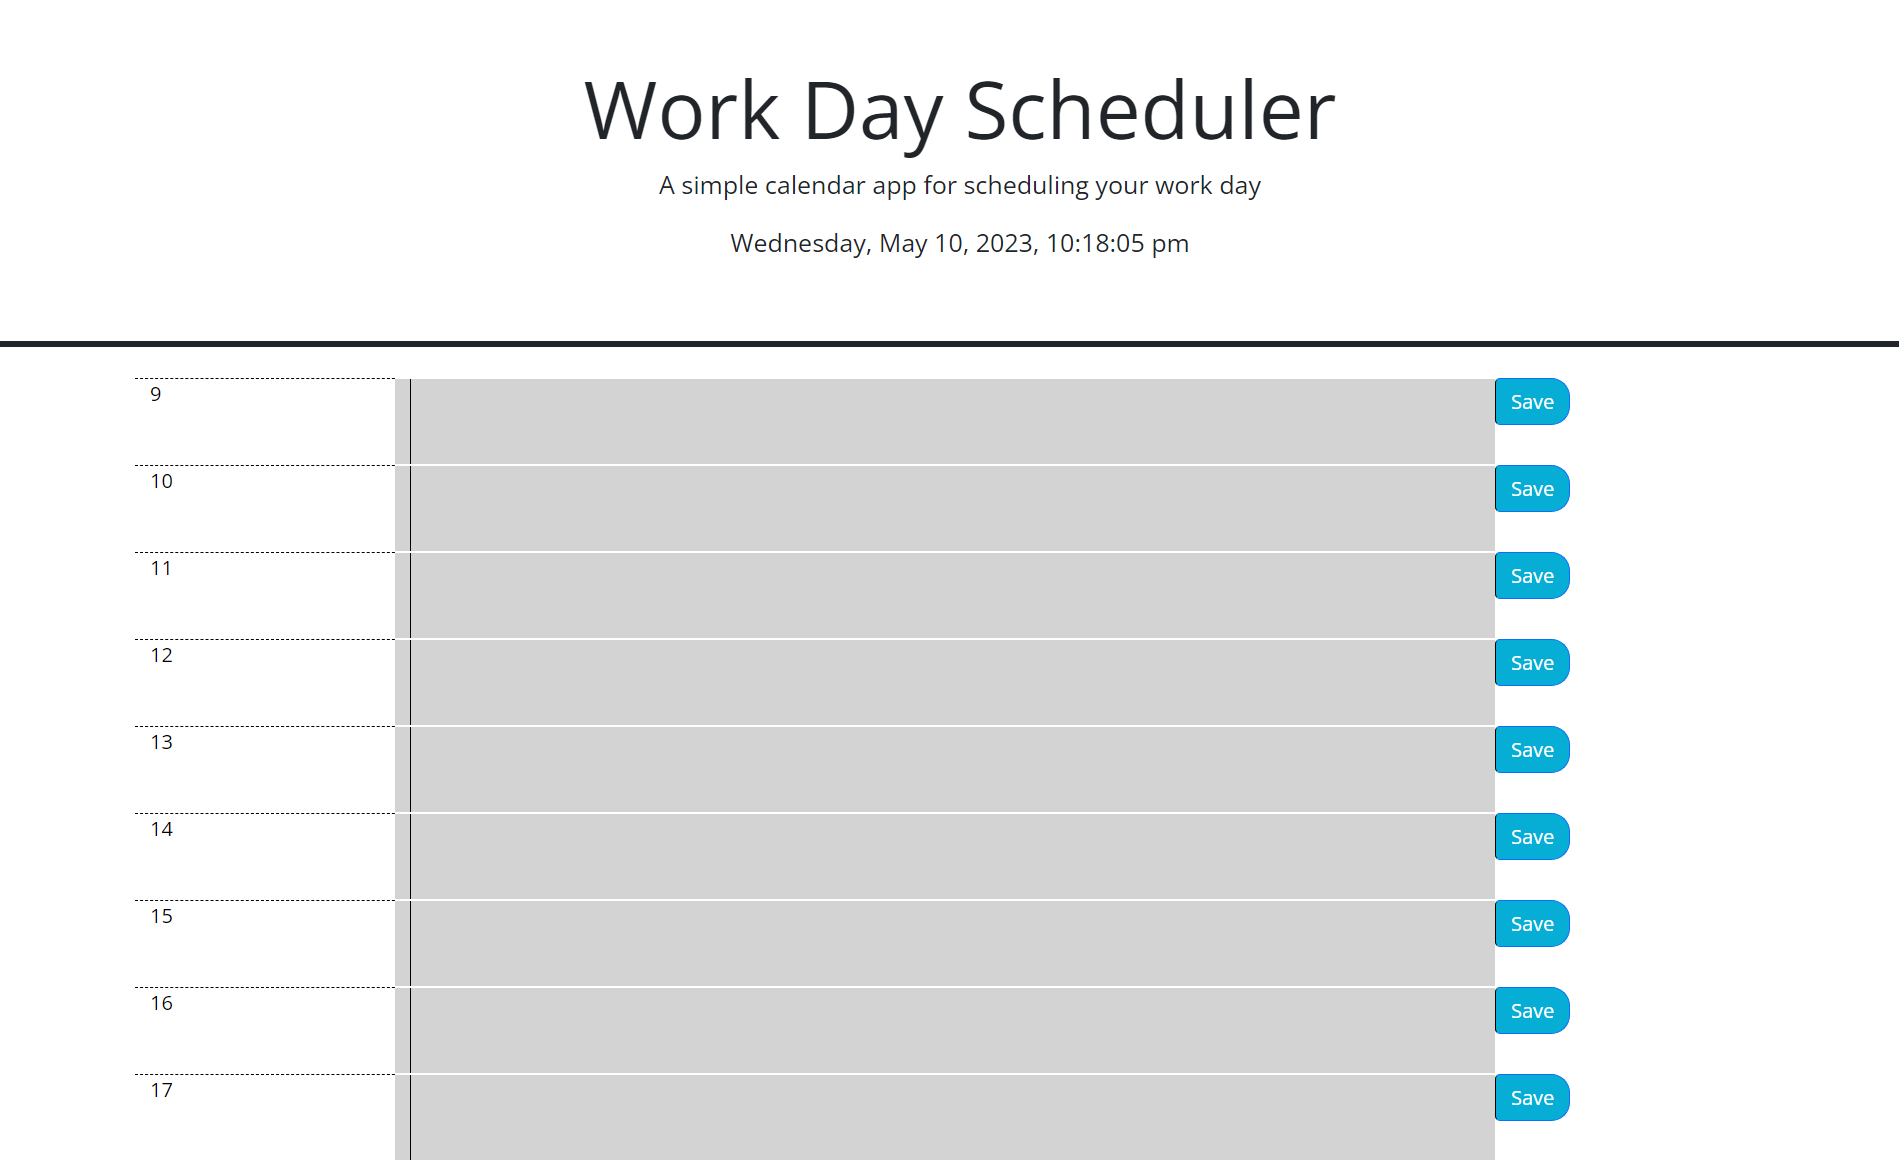 Work Day Scheduler
A simple calendar app for scheduling your work day
Wednesday, May 10, 2023, 10:18:05 pm
9 Save
10 Save
11 Save
12 Save
13 Save
14 Save
15 Save
16 Save
17 Save